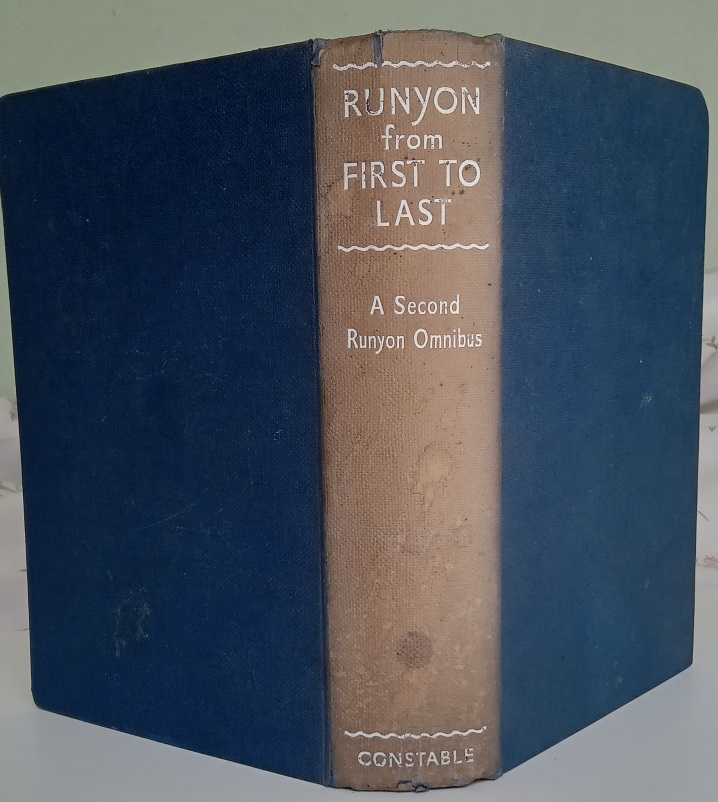 RUNYON
from
FIRST TO
LAST
A Second
Runyon Omnibus
CONSTABLE